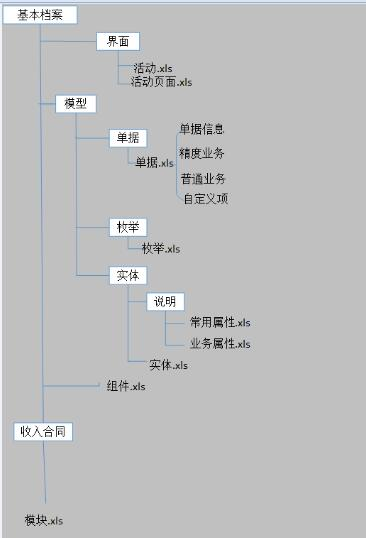 基本档案
界面
活动.xls
活动页面.xls
模型
单据
单据信息
精度业务
单据.xls
普通业务
自定义项
枚举
枚举.xls
实体
说明
常用属性.xls
业务属性.xls
实体.xls
组件.xls
收入合同
模块.xls